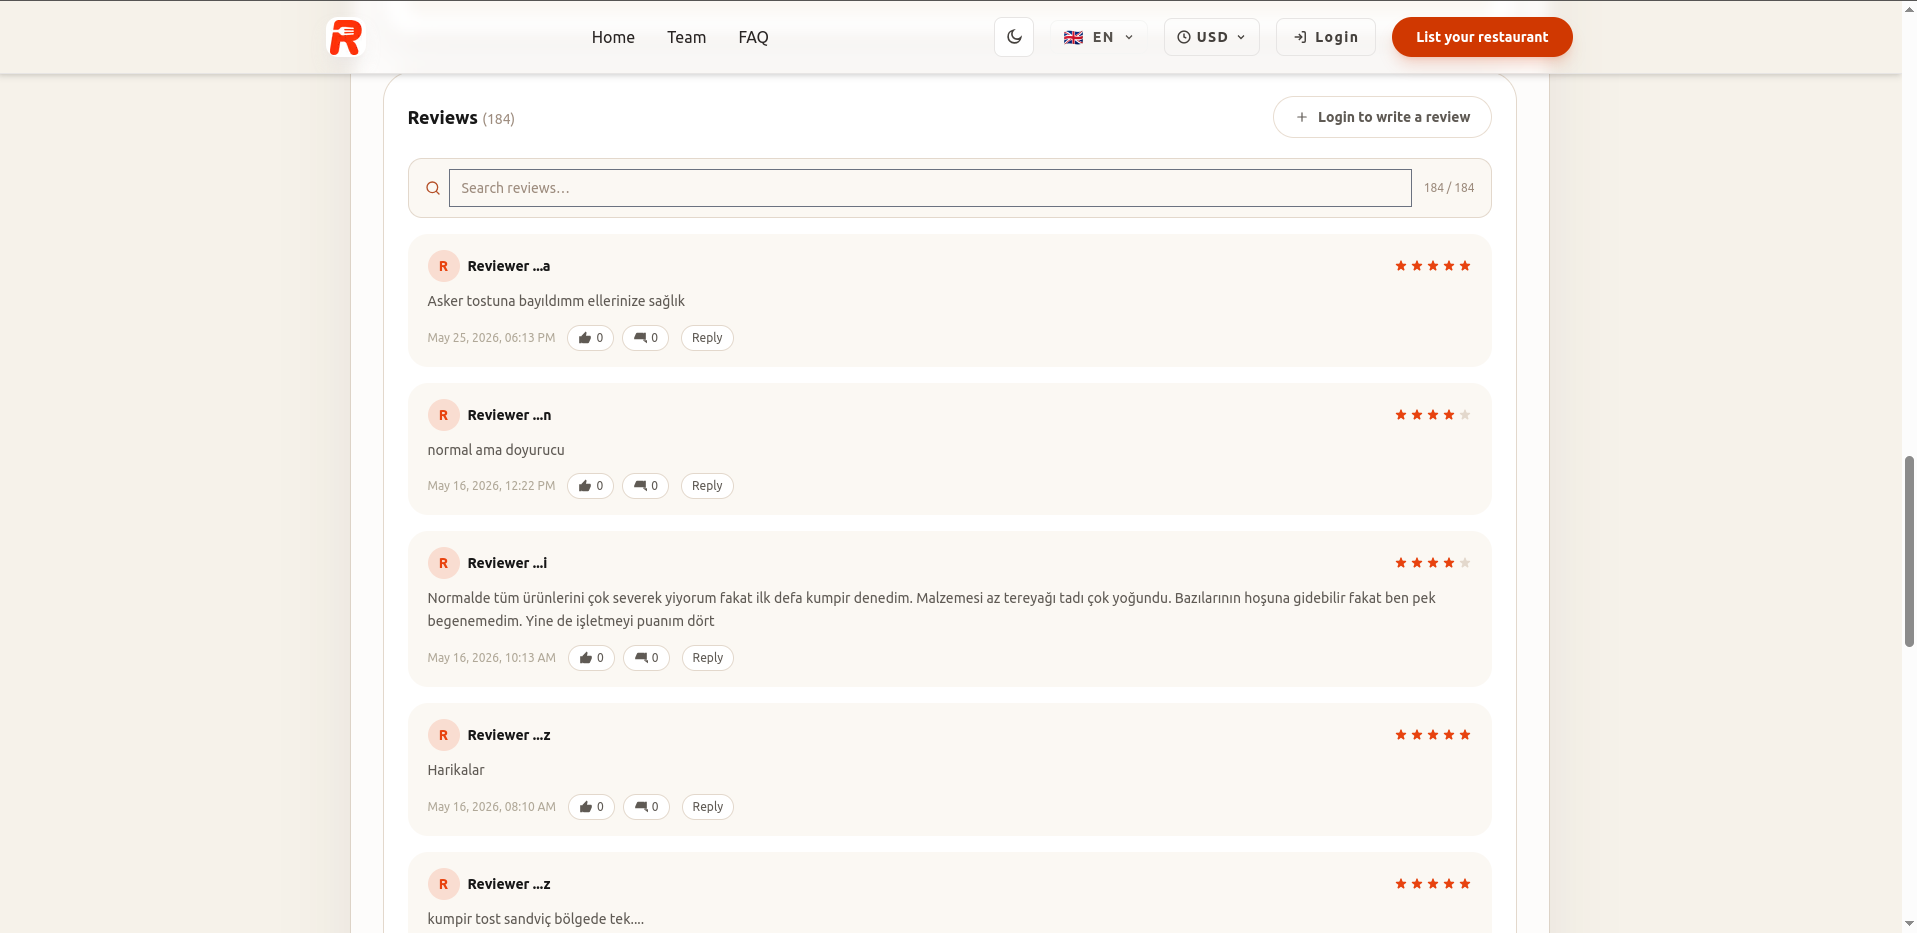 R
Home Team FAQ EN USD Login List your restaurant
Reviews (184) + Login to write a review
Search reviews... 184 / 184
R Reviewer ...a
Asker tostuna bayıldımm ellerinize sağlık
May 25, 2026, 06:13 PM 0 0 Reply
R Reviewer ...n
normal ama doyurucu
May 16, 2026, 12:22 PM 0 0 Reply
R Reviewer ...i
Normalde tüm ürünlerini çok severek yiyorum fakat ilk defa kumpir denedim. Malzemesi az tereyağı tadı çok yoğundu. Bazılarının hoşuna gidebilir fakat ben pek
begenemedim. Yine de işletmeyi puanım dört
May 16, 2026, 10:13 AM 0 0 Reply
R Reviewer ...z
Harikalar
May 16, 2026, 08:10 AM 0 0 Reply
R Reviewer ...z
kumpir tost sandviç bölgede tek....